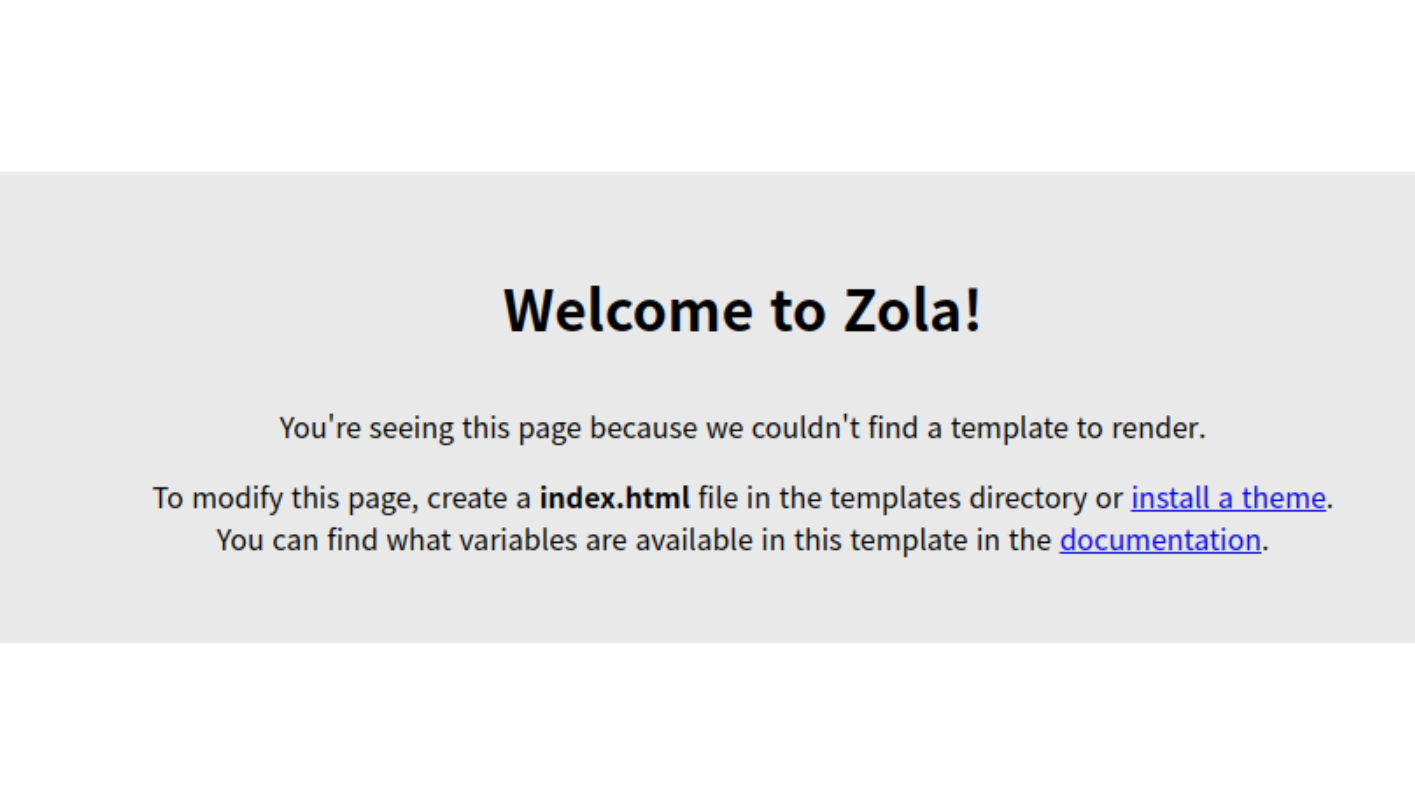 Welcome to Zola!
You're seeing this page because we couldn't find a template to render.
To modify this page, create a index.html file in the templates directory or install a theme.
You can find what variables are available in this template in the documentation.